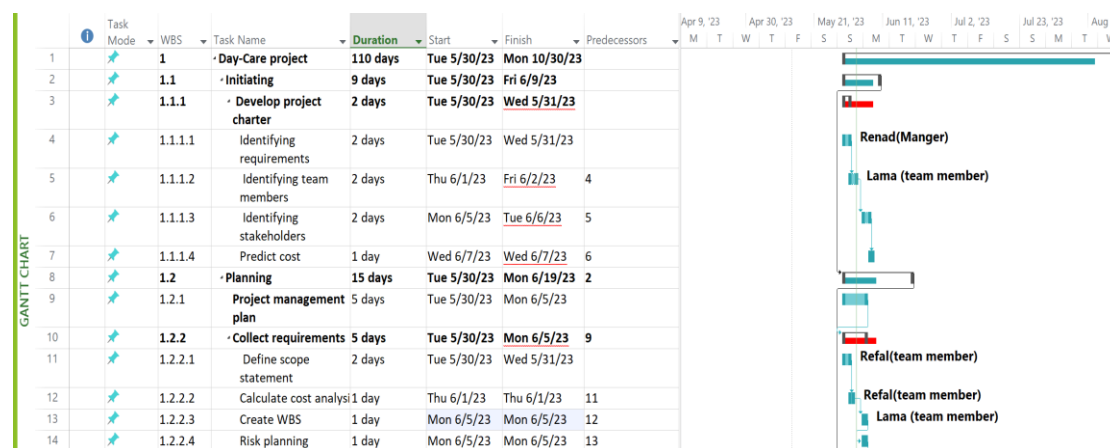 Task
Mode WBS Task Name Duration Start Finish Predecessors
Apr 9, '23 Apr 30, '23 May 21, '23 Jun 11, '23 Jul 2, '23 Jul 23, '23 Aug
M T W T F S S M T W T F S S M T W
GANTT CHART
1 1 Day-Care project 110 days Tue 5/30/23 Mon 10/30/23
2 1.1 Initiating 9 days Tue 5/30/23 Fri 6/9/23
3 1.1.1 Develop project 2 days Tue 5/30/23 Wed 5/31/23
charter
4 1.1.1.1 Identifying 2 days Tue 5/30/23 Wed 5/31/23 Renad(Manger)
requirements
5 1.1.1.2 Identifying team 2 days Thu 6/1/23 Fri 6/2/23 4 Lama (team member)
members
6 1.1.1.3 Identifying 2 days Mon 6/5/23 Tue 6/6/23 5
stakeholders
7 1.1.1.4 Predict cost 1 day Wed 6/7/23 Wed 6/7/23 6
8 1.2 Planning 15 days Tue 5/30/23 Mon 6/19/23 2
9 1.2.1 Project management 5 days Tue 5/30/23 Mon 6/5/23
plan
10 1.2.2 Collect requirements 5 days Tue 5/30/23 Mon 6/5/23 9
11 1.2.2.1 Define scope 2 days Tue 5/30/23 Wed 5/31/23 Refal(team member)
statement
12 1.2.2.2 Calculate cost analysi 1 day Thu 6/1/23 Thu 6/1/23 11 Refal(team member)
13 1.2.2.3 Create WBS 1 day Mon 6/5/23 Mon 6/5/23 12 Lama (team member)
14 1.2.2.4 Risk planning 1 day Mon 6/5/23 Mon 6/5/23 13